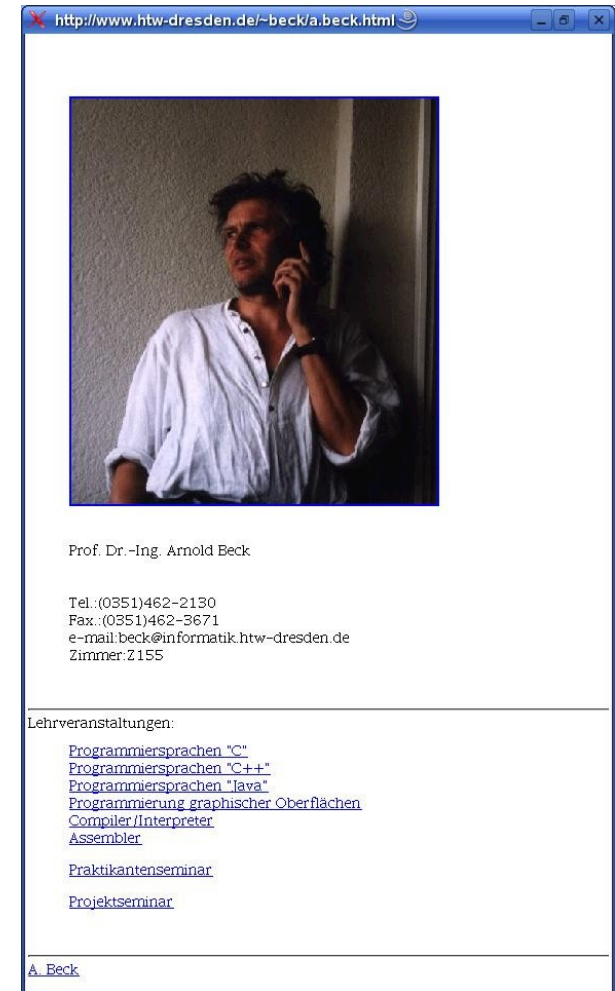 http://www.htw-dresden.de/~beck/a.beck.html
Prof. Dr.-Ing. Arnold Beck
Tel.:(0351)462-2130
Fax.:(0351)462-3671
e-mail:beck@informatik.htw-dresden.de
Zimmer:Z155
Lehrveranstaltungen:
Programmiersprachen "C"
Programmiersprachen "C++"
Programmiersprachen "Java"
Programmierung graphischer Oberflächen
Compiler/Interpreter
Assembler
Praktikantenseminar
Projektseminar
A. Beck